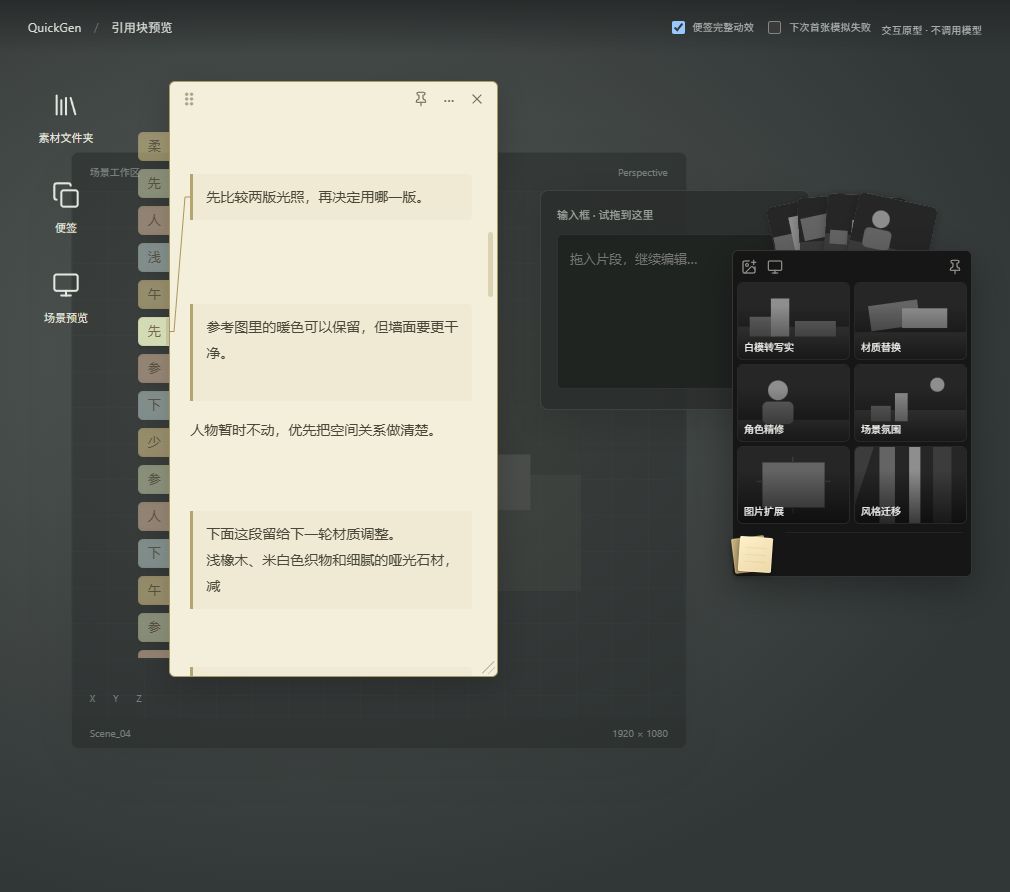 QuickGen / 引用块预览
便签完整动效
下次首张模拟失败
交互原型 · 不调用模型
素材文件夹
便签
场景预览
场景工作区
Perspective
柔
先
人
浅
午
先
参
下
少
参
人
下
午
参
先比较两版光照，再决定用哪一版。
参考图里的暖色可以保留，但墙面要更干
净。
人物暂时不动，优先把空间关系做清楚。
下面这段留给下一轮材质调整。
浅橡木、米白色织物和细腻的哑光石材，
减
输入框 · 试拖到这里
拖入片段，继续编辑...
白模转写实
材质替换
角色精修
场景氛围
图片扩展
风格迁移
X Y Z
Scene_04
1920 × 1080